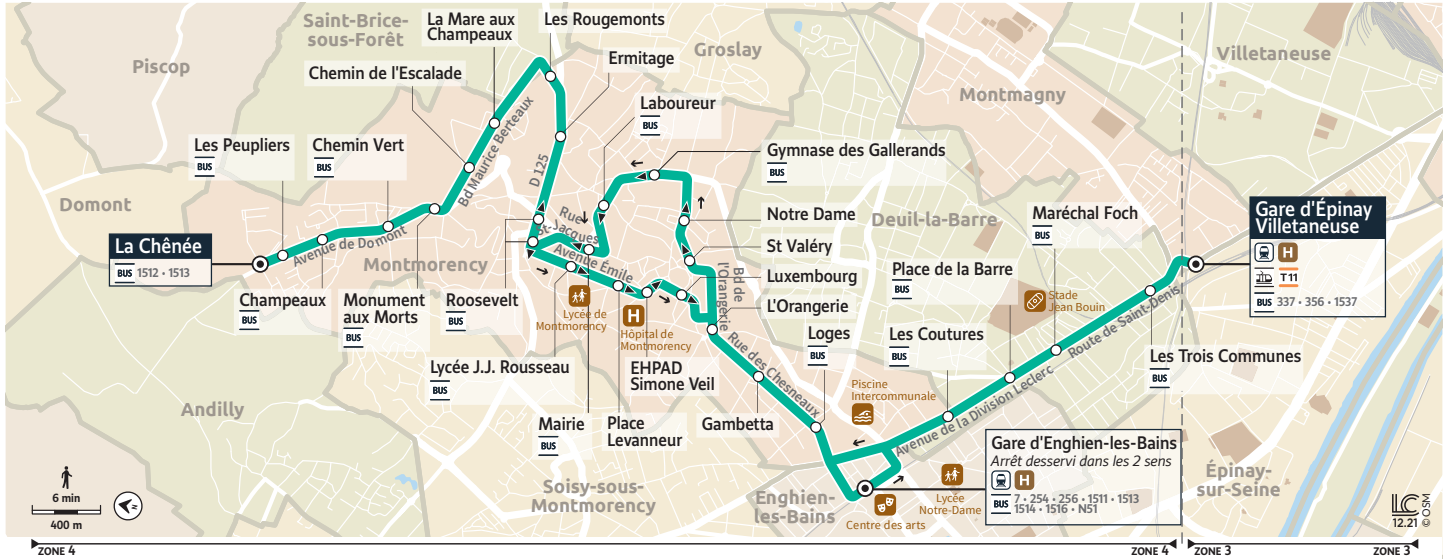 Saint-Brice-
sous-Forêt
Piscop
Groslay
Villetaneuse
Montmagny
Domont
Deuil-la-Barre
Montmorency
Andilly
Soisy-sous-
Montmorency
Enghien-
les-Bains
Épinay-
sur-Seine
La Chênée
BUS 1512 • 1513
Les Peupliers
BUS
Champeaux
BUS
Chemin Vert
BUS
Monument
aux Morts
BUS
Chemin de l'Escalade
La Mare aux
Champeaux
Les Rougemonts
Ermitage
Roosevelt
BUS
Laboureur
BUS
Gymnase des Gallerands
BUS
Notre Dame
St Valéry
Luxembourg
L'Orangerie
Lycée J.J. Rousseau
BUS
Mairie
BUS
Place
Levanneur
EHPAD
Simone Veil
Gambetta
Loges
BUS
Gare d'Enghien-les-Bains
Arrêt desservi dans les 2 sens
H
BUS 7 • 254 • 256 • 1511 • 1513
1514 • 1516 • N51
Les Coutures
BUS
Place de la Barre
BUS
Maréchal Foch
BUS
Les Trois Communes
BUS
Gare d'Épinay
Villetaneuse
H
T11
BUS 337 • 356 • 1537
Avenue de Domont
Bd Maurice Berteaux
D 125
Rue
St-Jacques
Avenue Émile
Bd de
l'Orangerie
Rue des Chesneaux
Avenue de la Division Leclerc
Route de Saint-Denis
Lycée de
Montmorency
H
Hôpital de
Montmorency
Piscine
Intercommunale
Stade
Jean Bouin
Lycée
Notre-Dame
Centre des arts
6 min
400 m
N
LC
12.21
© OSM
ZONE 4
ZONE 4
ZONE 3
ZONE 3